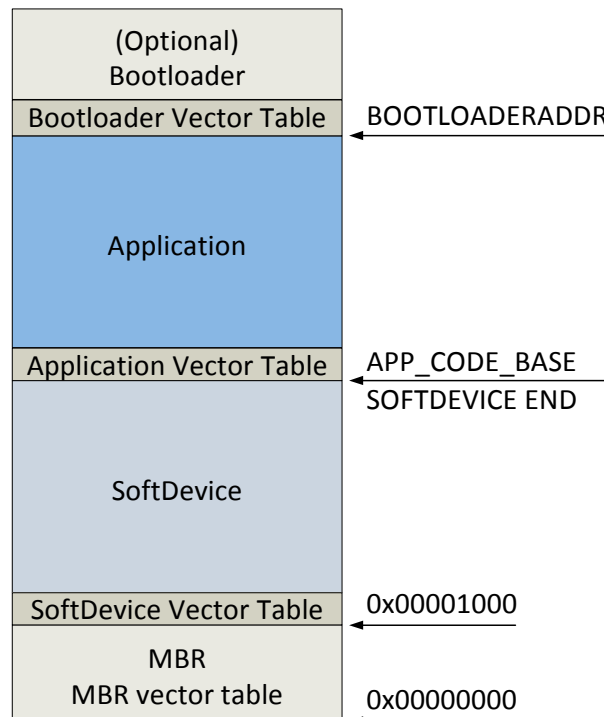 (Optional)
Bootloader
Bootloader Vector Table
BOOTLOADERADDR
Application
Application Vector Table
APP_CODE_BASE
SOFTDEVICE END
SoftDevice
SoftDevice Vector Table
0x00001000
MBR
MBR vector table
0x00000000